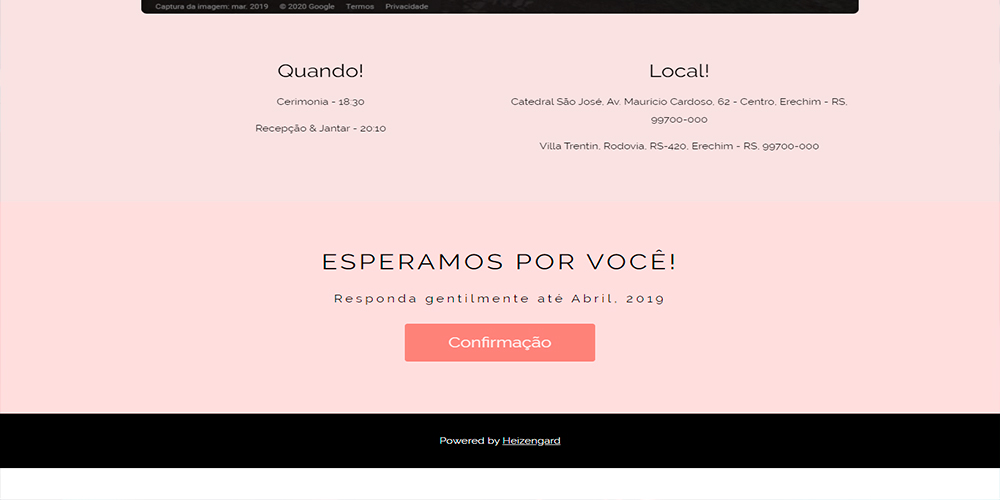 Captura da imagem: mar. 2019 © 2020 Google Termos Privacidade
Quando!
Cerimonia - 18:30
Recepção & Jantar - 20:10
Local!
Catedral São José, Av. Maurício Cardoso, 62 - Centro, Erechim - RS,
99700-000
Villa Trentin, Rodovia, RS-420, Erechim - RS, 99700-000
ESPERAMOS POR VOCÊ!
Responda gentilmente até Abril, 2019
Confirmação
Powered by Heizengard